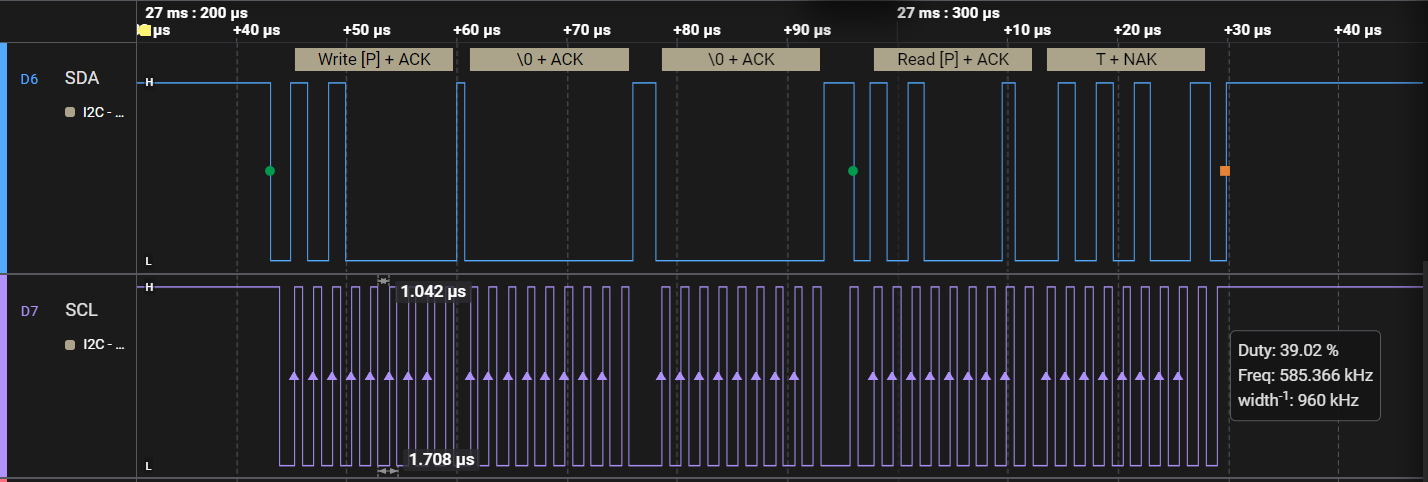 27 ms : 200 µs
27 ms : 300 µs
µs
+40 µs
+50 µs
+60 µs
+70 µs
+80 µs
+90 µs
+10 µs
+20 µs
+30 µs
+40 µs
Write [P] + ACK
\0 + ACK
\0 + ACK
Read [P] + ACK
T + NAK
D6
SDA
H
I2C - ...
L
H
1.042 µs
D7
SCL
I2C - ...
Duty: 39.02 %
Freq: 585.366 kHz
width-1: 960 kHz
1.708 µs
L